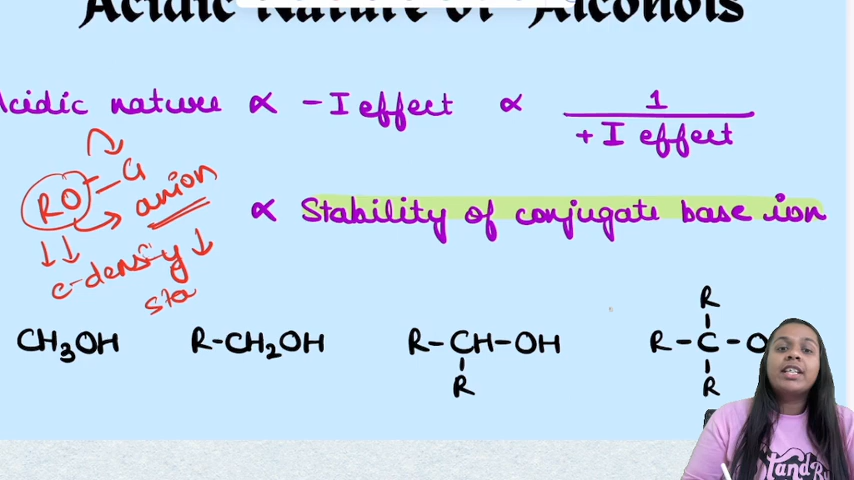 Acidic Nature of Alcohols
Acidic nature ∝ -I effect ∝ 1
+ I effect
RO
anion
∝ Stability of conjugate base ion
e-density ↓
sta
R
CH3OH R-CH2OH R-CH-OH R-C-O
R R